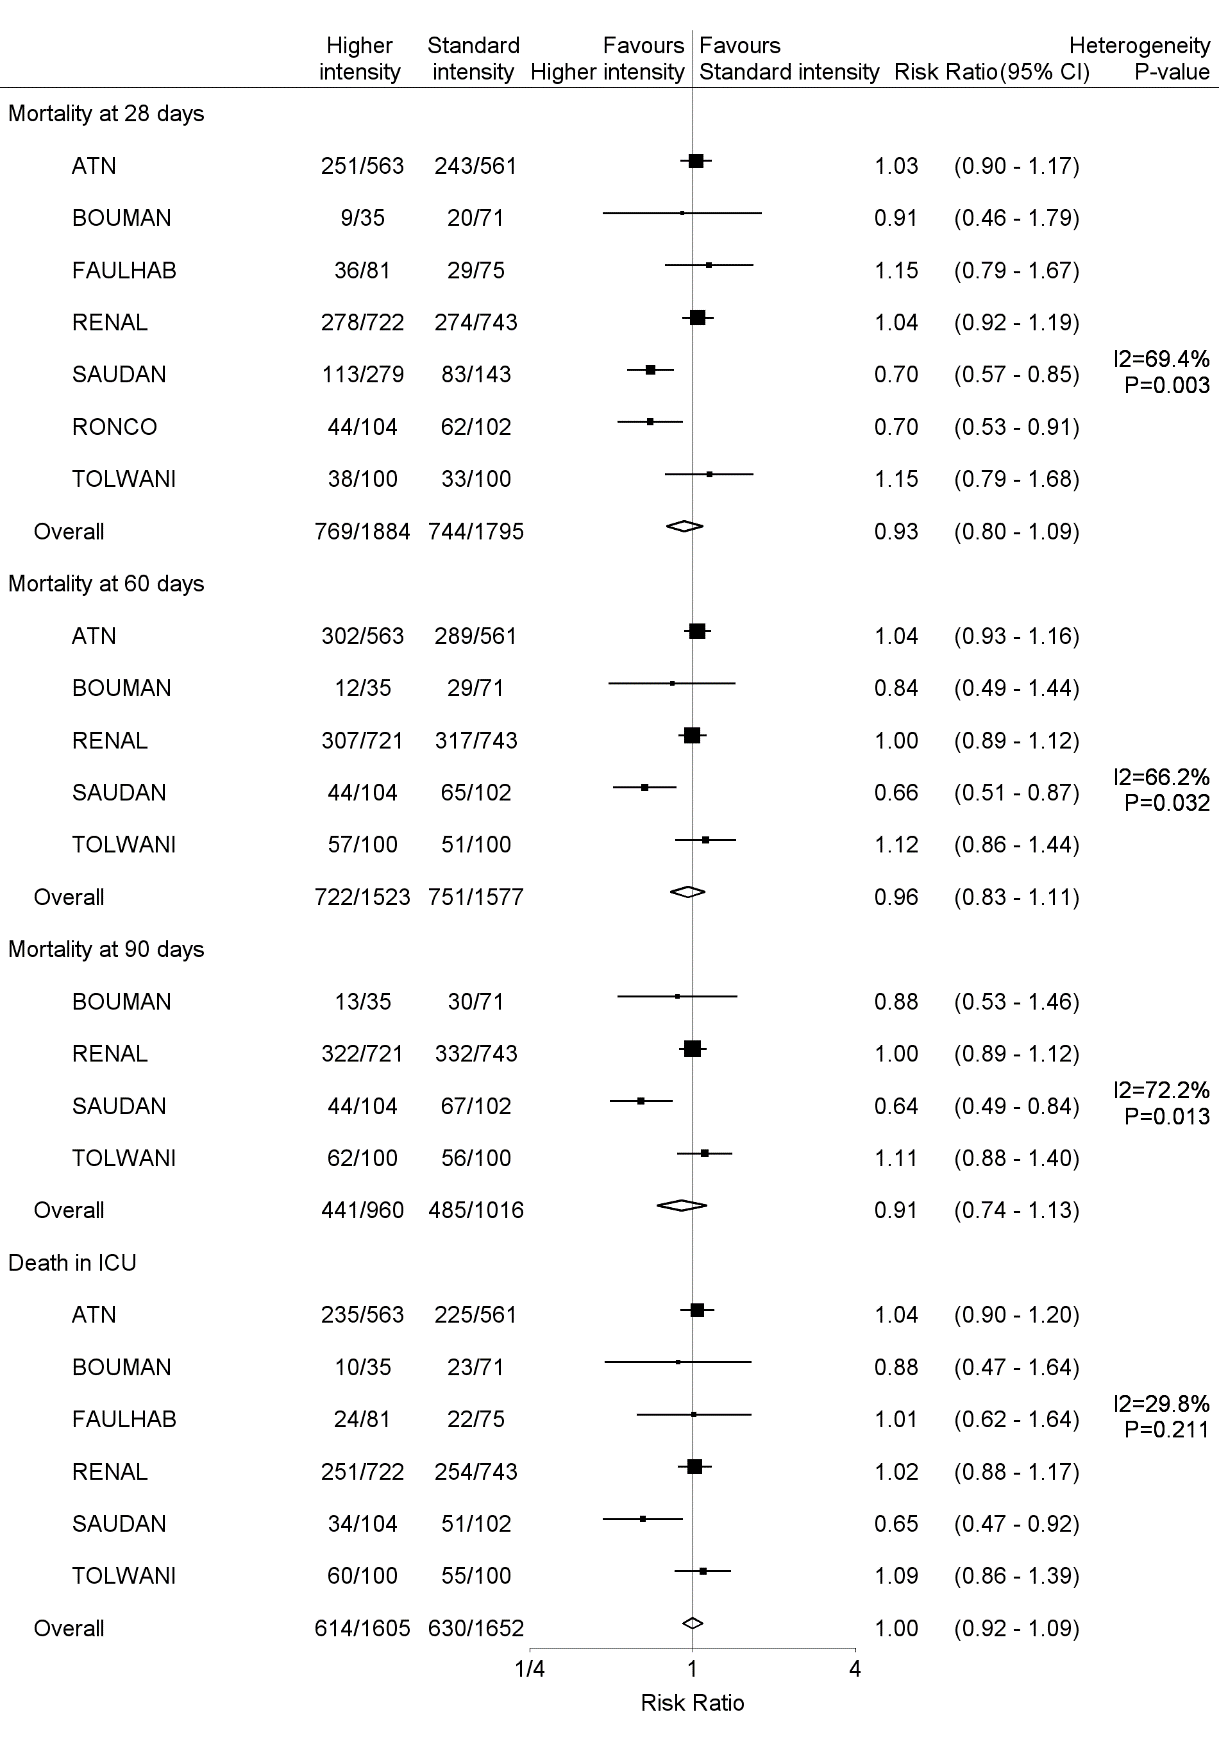 Higher Standard Favours Favours Heterogeneity
intensity intensity Higher intensity Standard intensity Risk Ratio(95% CI) P-value
Mortality at 28 days
ATN 251/563 243/561 1.03 (0.90 - 1.17)
BOUMAN 9/35 20/71 0.91 (0.46 - 1.79)
FAULHAB 36/81 29/75 1.15 (0.79 - 1.67)
RENAL 278/722 274/743 1.04 (0.92 - 1.19)
I2=69.4%
SAUDAN 113/279 83/143 0.70 (0.57 - 0.85)
P=0.003
RONCO 44/104 62/102 0.70 (0.53 - 0.91)
TOLWANI 38/100 33/100 1.15 (0.79 - 1.68)
Overall 769/1884 744/1795 0.93 (0.80 - 1.09)
Mortality at 60 days
ATN 302/563 289/561 1.04 (0.93 - 1.16)
BOUMAN 12/35 29/71 0.84 (0.49 - 1.44)
RENAL 307/721 317/743 1.00 (0.89 - 1.12)
I2=66.2%
SAUDAN 44/104 65/102 0.66 (0.51 - 0.87)
P=0.032
TOLWANI 57/100 51/100 1.12 (0.86 - 1.44)
Overall 722/1523 751/1577 0.96 (0.83 - 1.11)
Mortality at 90 days
BOUMAN 13/35 30/71 0.88 (0.53 - 1.46)
RENAL 322/721 332/743 1.00 (0.89 - 1.12)
I2=72.2%
SAUDAN 44/104 67/102 0.64 (0.49 - 0.84)
P=0.013
TOLWANI 62/100 56/100 1.11 (0.88 - 1.40)
Overall 441/960 485/1016 0.91 (0.74 - 1.13)
Death in ICU
ATN 235/563 225/561 1.04 (0.90 - 1.20)
BOUMAN 10/35 23/71 0.88 (0.47 - 1.64)
I2=29.8%
FAULHAB 24/81 22/75 1.01 (0.62 - 1.64)
P=0.211
RENAL 251/722 254/743 1.02 (0.88 - 1.17)
SAUDAN 34/104 51/102 0.65 (0.47 - 0.92)
TOLWANI 60/100 55/100 1.09 (0.86 - 1.39)
Overall 614/1605 630/1652 1.00 (0.92 - 1.09)
1/4 1 4
Risk Ratio